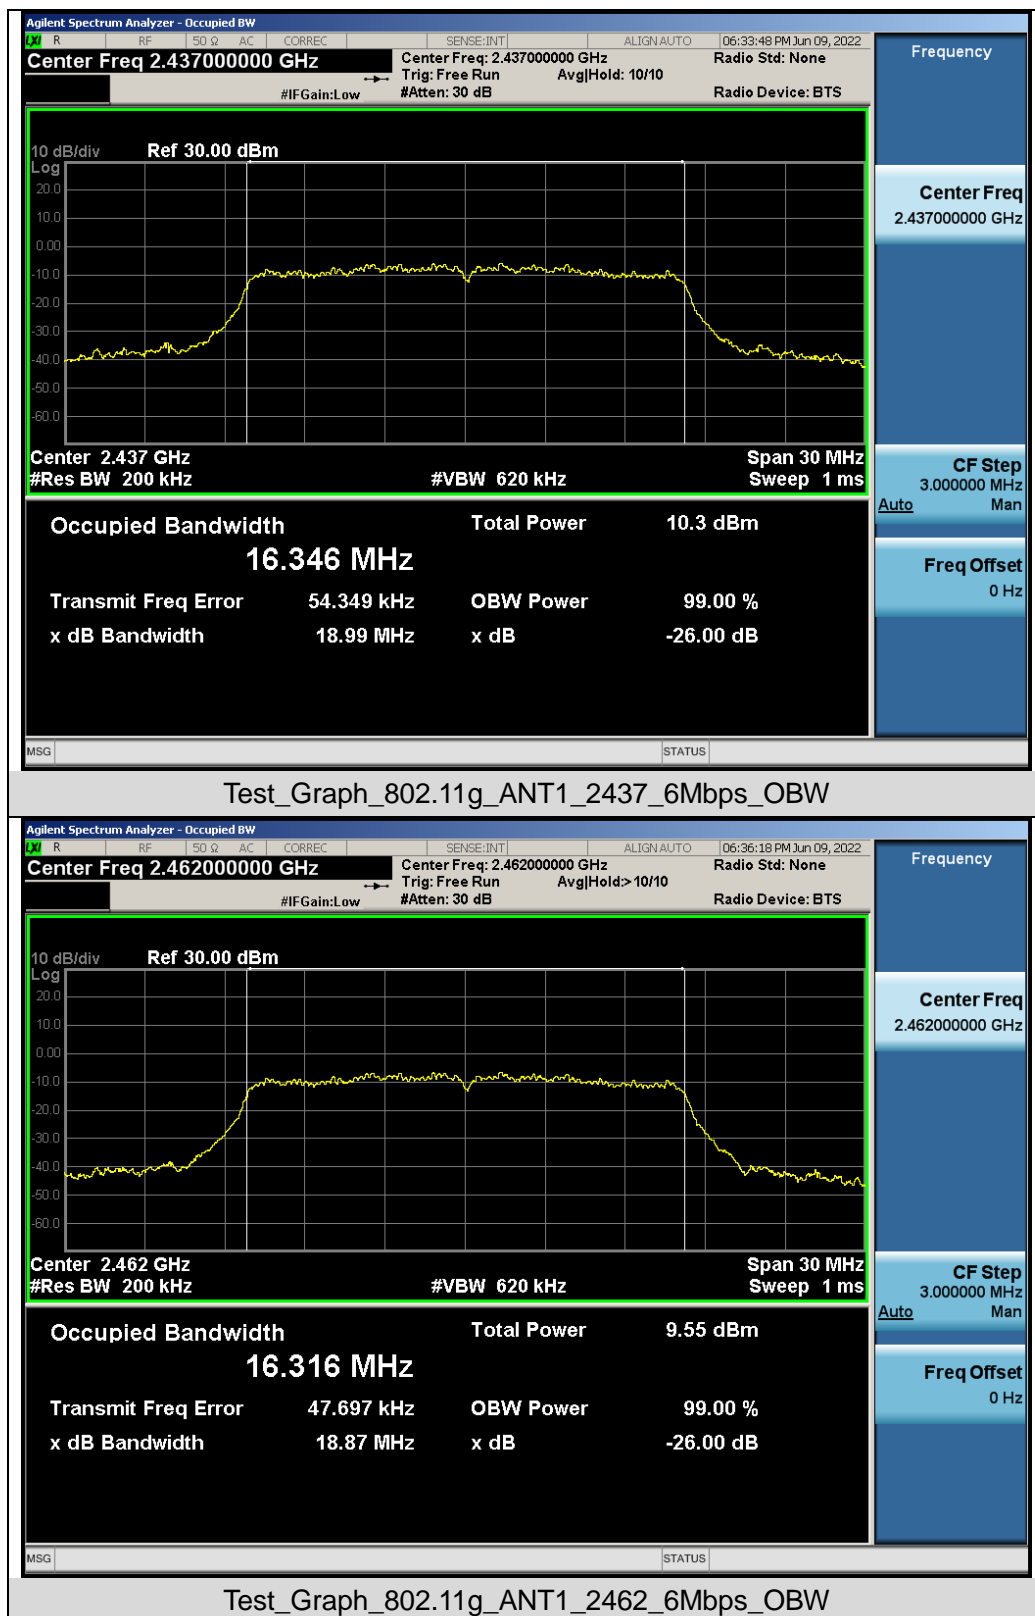 Agilent Spectrum Analyzer - Occupied BW
LXI R RF 50 Ω AC CORREC SENSE:INT ALIGN AUTO 06:33:48 PM Jun 09, 2022
Center Freq 2.437000000 GHz
Center Freq: 2.437000000 GHz
Radio Std: None
Trig: Free Run Avg|Hold: 10/10
#IFGain:Low
#Atten: 30 dB
Radio Device: BTS
Frequency
10 dB/div Ref 30.00 dBm
Log
20.0
10.0
0.00
-10.0
-20.0
-30.0
-40.0
-50.0
-60.0
Center 2.437 GHz Span 30 MHz
#Res BW 200 kHz #VBW 620 kHz Sweep 1 ms
Center Freq
2.437000000 GHz
CF Step
3.000000 MHz
Auto Man
Freq Offset
0 Hz
Occupied Bandwidth Total Power 10.3 dBm
16.346 MHz
Transmit Freq Error 54.349 kHz OBW Power 99.00 %
x dB Bandwidth 18.99 MHz x dB -26.00 dB
MSG STATUS
Test_Graph_802.11g_ANT1_2437_6Mbps_OBW
Agilent Spectrum Analyzer - Occupied BW
LXI R RF 50 Ω AC CORREC SENSE:INT ALIGN AUTO 06:36:18 PM Jun 09, 2022
Center Freq 2.462000000 GHz
Center Freq: 2.462000000 GHz
Radio Std: None
Trig: Free Run Avg|Hold:>10/10
#IFGain:Low
#Atten: 30 dB
Radio Device: BTS
Frequency
10 dB/div Ref 30.00 dBm
Log
20.0
10.0
0.00
-10.0
-20.0
-30.0
-40.0
-50.0
-60.0
Center 2.462 GHz Span 30 MHz
#Res BW 200 kHz #VBW 620 kHz Sweep 1 ms
Center Freq
2.462000000 GHz
CF Step
3.000000 MHz
Auto Man
Freq Offset
0 Hz
Occupied Bandwidth Total Power 9.55 dBm
16.316 MHz
Transmit Freq Error 47.697 kHz OBW Power 99.00 %
x dB Bandwidth 18.87 MHz x dB -26.00 dB
MSG STATUS
Test_Graph_802.11g_ANT1_2462_6Mbps_OBW